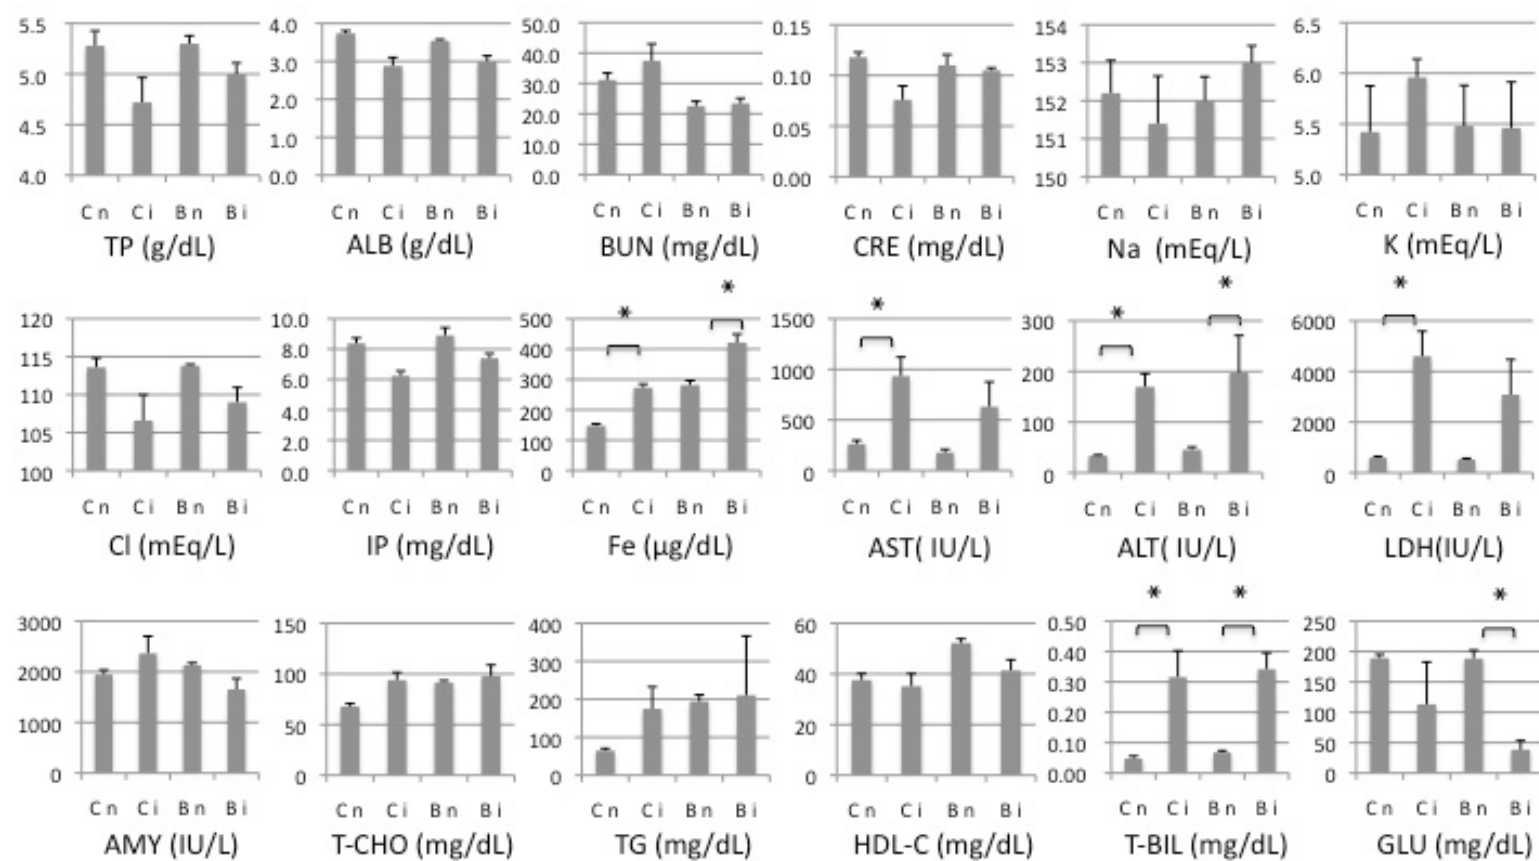 5.5
5.0
4.5
4.0
Cn Ci Bn Bi
TP (g/dL)
4.0
3.0
2.0
1.0
0.0
Cn Ci Bn Bi
ALB (g/dL)
50.0
40.0
30.0
20.0
10.0
0.0
Cn Ci Bn Bi
BUN (mg/dL)
0.15
0.10
0.05
0.00
Cn Ci Bn Bi
CRE (mg/dL)
154
153
152
151
150
Cn Ci Bn Bi
Na (mEq/L)
6.5
6.0
5.5
5.0
Cn Ci Bn Bi
K (mEq/L)
120
115
110
105
100
Cn Ci Bn Bi
Cl (mEq/L)
10.0
8.0
6.0
4.0
2.0
0.0
Cn Ci Bn Bi
IP (mg/dL)
* *
500
400
300
200
100
0
Cn Ci Bn Bi
Fe (µg/dL)
*
1500
1000
500
0
Cn Ci Bn Bi
AST( IU/L)
* *
300
200
100
0
Cn Ci Bn Bi
ALT( IU/L)
*
6000
4000
2000
0
Cn Ci Bn Bi
LDH(IU/L)
3000
2000
1000
0
Cn Ci Bn Bi
AMY (IU/L)
150
100
50
0
Cn Ci Bn Bi
T-CHO (mg/dL)
400
300
200
100
0
Cn Ci Bn Bi
TG (mg/dL)
60
40
20
0
Cn Ci Bn Bi
HDL-C (mg/dL)
* *
0.50
0.40
0.30
0.20
0.10
0.00
Cn Ci Bn Bi
T-BIL (mg/dL)
*
250
200
150
100
50
0
Cn Ci Bn Bi
GLU (mg/dL)